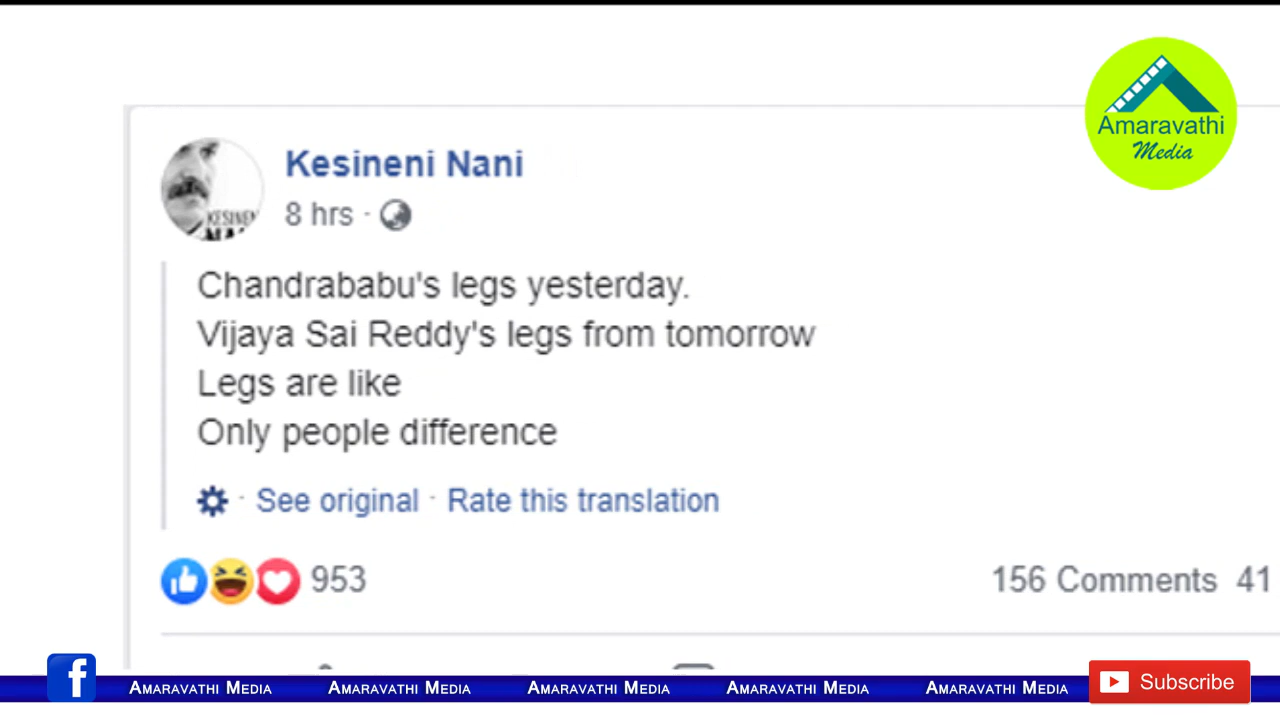 Amaravathi
Media
Kesineni Nani
8 hrs ·
KESINEN
Chandrababu's legs yesterday.
Vijaya Sai Reddy's legs from tomorrow
Legs are like
Only people difference
· See original · Rate this translation
953
156 Comments 41
f
AMARAVATHI MEDIA AMARAVATHI MEDIA AMARAVATHI MEDIA AMARAVATHI MEDIA AMARAVATHI MEDIA
Subscribe